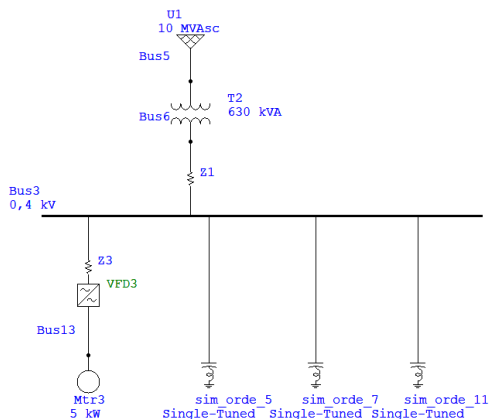 U1
10 MVAsc
Bus5
T2
630 kVA
Bus6
Z1
Bus3
0,4 kV
Z3
VFD3
Bus13
Mtr3
5 kW
sim_orde_5
Single-Tuned
sim_orde_7
Single-Tuned
sim_orde_11
Single-Tuned